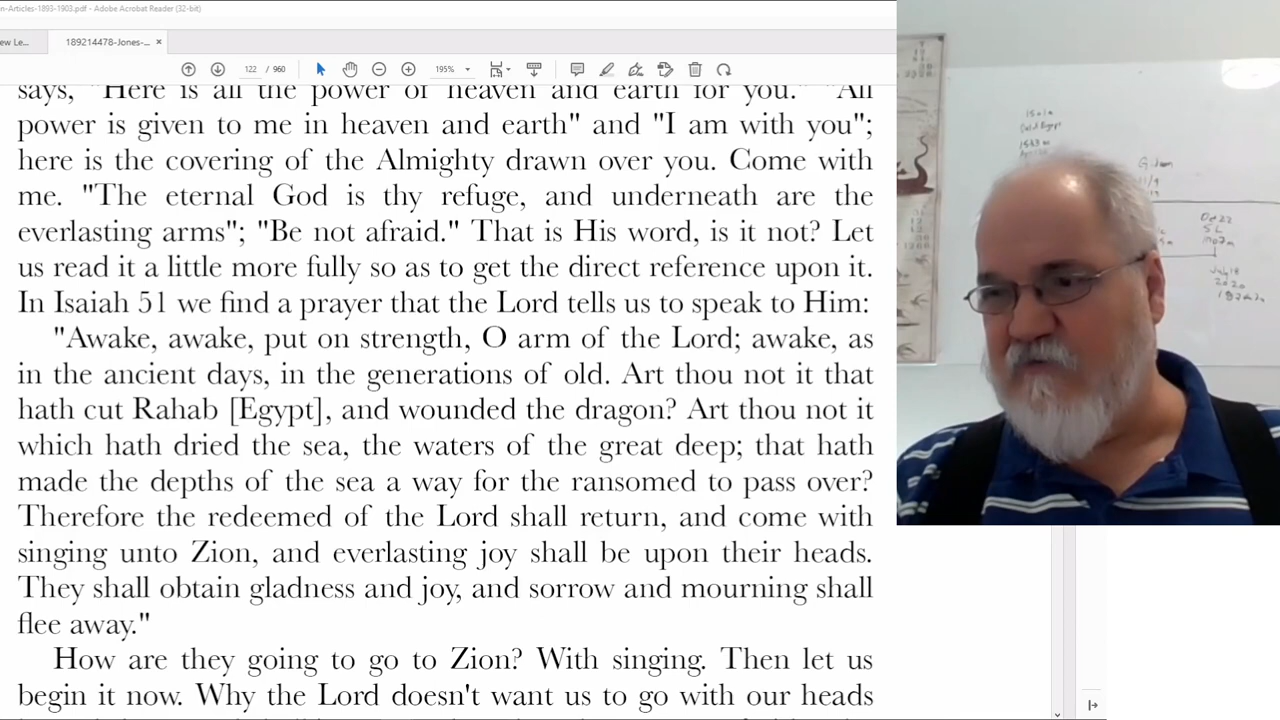 n-Articles-1893-1903.pdf - Adobe Acrobat Reader (32-bit)
ew Le...
189214478-Jones-...
122 / 960
195%
says, "Here is all the power of heaven and earth for you." "All
power is given to me in heaven and earth" and "I am with you";
here is the covering of the Almighty drawn over you. Come with
me. "The eternal God is thy refuge, and underneath are the
everlasting arms"; "Be not afraid." That is His word, is it not? Let
us read it a little more fully so as to get the direct reference upon it.
In Isaiah 51 we find a prayer that the Lord tells us to speak to Him:
"Awake, awake, put on strength, O arm of the Lord; awake, as
in the ancient days, in the generations of old. Art thou not it that
hath cut Rahab [Egypt], and wounded the dragon? Art thou not it
which hath dried the sea, the waters of the great deep; that hath
made the depths of the sea a way for the ransomed to pass over?
Therefore the redeemed of the Lord shall return, and come with
singing unto Zion, and everlasting joy shall be upon their heads.
They shall obtain gladness and joy, and sorrow and mourning shall
flee away."
How are they going to go to Zion? With singing. Then let us
begin it now. Why the Lord doesn't want us to go with our heads
Oct 22
July 18
2020